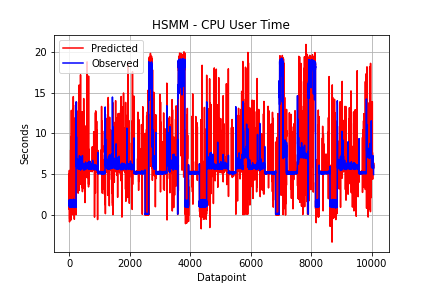 HSMM - CPU User Time
Predicted
Observed
20
15
10
5
0
Seconds
0 2000 4000 6000 8000 10000
Datapoint